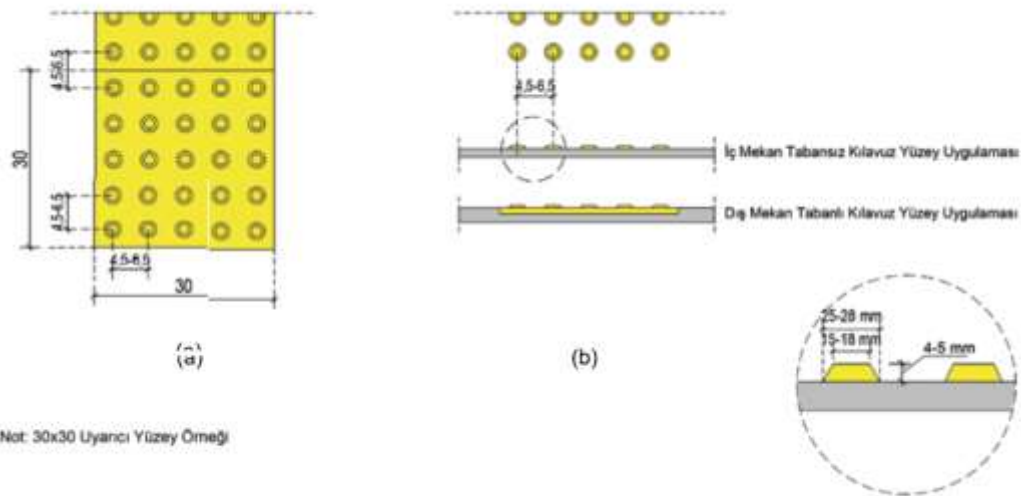 4,5-6,5
30
4,5-6,5
4,5-6,5
30
(a)
Not: 30x30 Uyarıcı Yüzey Örneği
4,5-6,5
İç Mekan Tabansız Kılavuz Yüzey Uygulaması
Dış Mekan Tabanlı Kılavuz Yüzey Uygulaması
(b)
25-28 mm
15-18 mm
4-5 mm